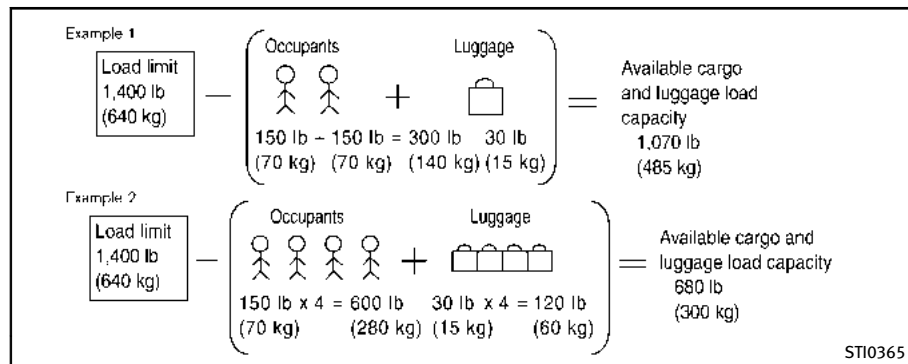 Example 1
Load limit
1,400 lb
(640 kg)
Occupants
Luggage
150 lb + 150 lb = 300 lb 30 lb
(70 kg) (70 kg) (140 kg) (15 kg)
Available cargo
and luggage load
capacity
1,070 lb
(485 kg)
Example 2
Load limit
1,400 lb
(640 kg)
Occupants
Luggage
150 lb x 4 = 600 lb 30 lb x 4 = 120 lb
(70 kg) (280 kg) (15 kg) (60 kg)
Available cargo and
luggage load capacity
680 lb
(300 kg)
STI0365